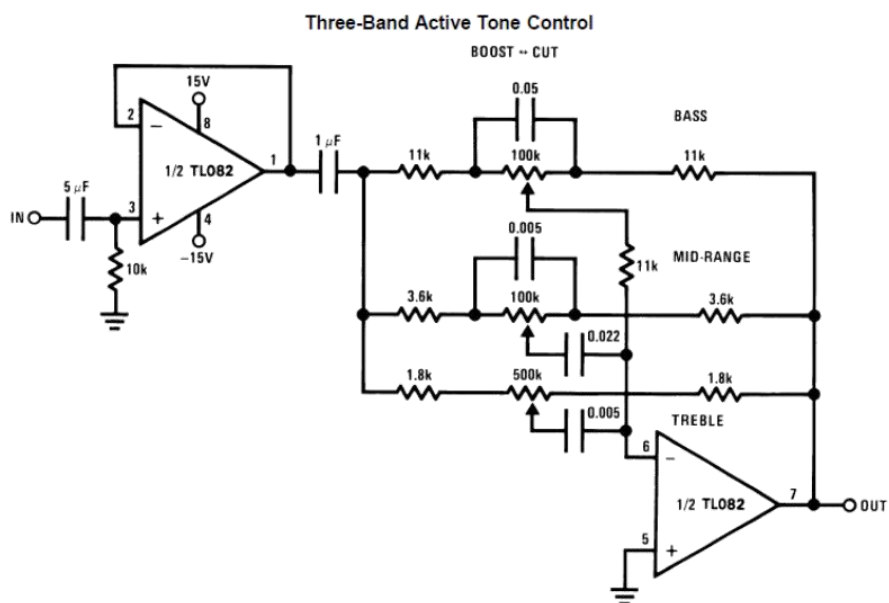 Three-Band Active Tone Control
BOOST ↔ CUT
15V
0.05
BASS
2
−
8
1 µF
11k
100k
11k
1/2 TL082
1
5 µF
IN
3
+
4
−15V
10k
0.005
11k
MID-RANGE
3.6k
100k
3.6k
0.022
1.8k
500k
1.8k
0.005
TREBLE
6
−
1/2 TL082
7
OUT
5
+